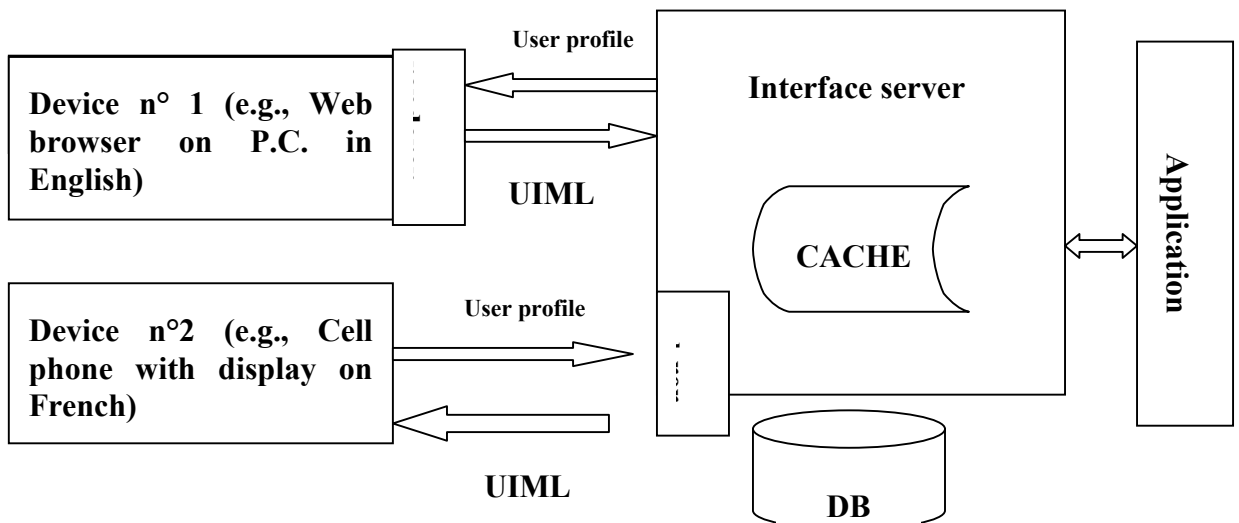 User profile
Interface server
Device n° 1 (e.g., Web
browser on P.C. in
English)
UIML
CACHE
Application
User profile
Device n°2 (e.g., Cell
phone with display on
French)
UIML
DB